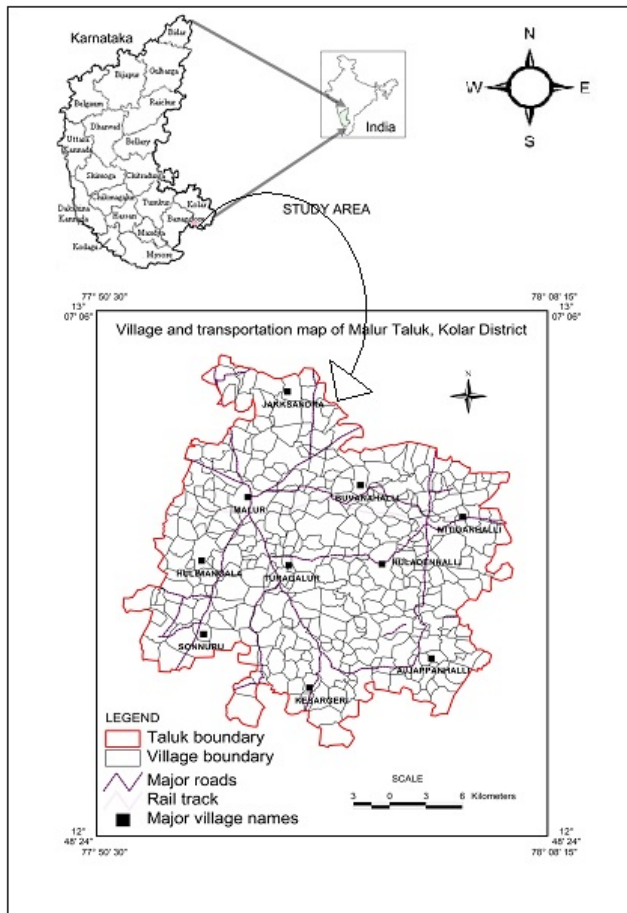 Karnataka
Bidar
Gulbarga
Bijapur
Raichur
Belgaum
Dharwad
Uttara Kannada
Bellary
Shimoga
Chitradurga
Chikmagalur
Tumkur
Kolar
Dakshina Kannada
Hassan
Bangalore
Mandya
Kodagu
Mysore
India
N
W
E
S
STUDY AREA
77° 50' 30"
78° 08' 15"
13° 07' 06"
13° 07' 06"
Village and transportation map of Malur Taluk, Kolar District
N
JAKKSANDRA
BUVANAHALLI
MALUR
HULIMANGALA
TURAGALUR
HULADENHALLI
SONNURU
AUJAPPANHALLI
KESARGERI
LEGEND
Taluk boundary
Village boundary
Major roads
Rail track
Major village names
SCALE
3 0 3 6 Kilometers
12° 48' 24"
12° 48' 24"
77° 50' 30"
78° 08' 15"